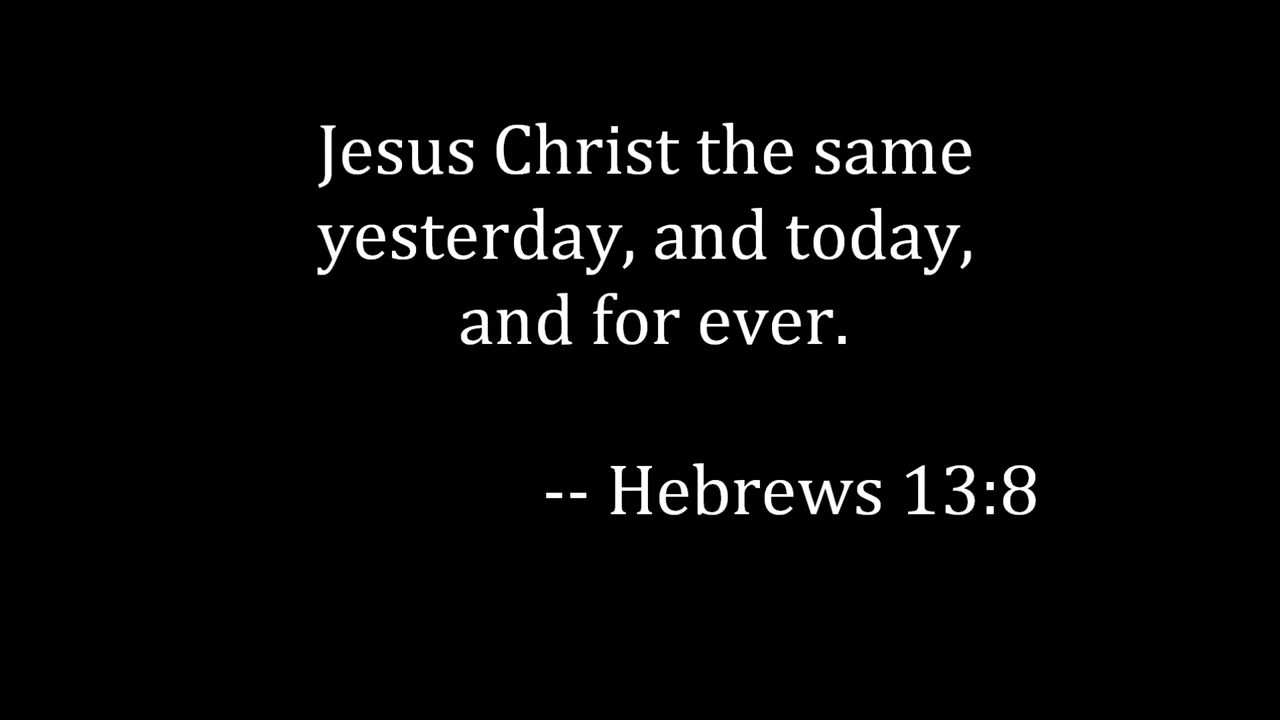 Jesus Christ the same
yesterday, and today,
and for ever.
-- Hebrews 13:8